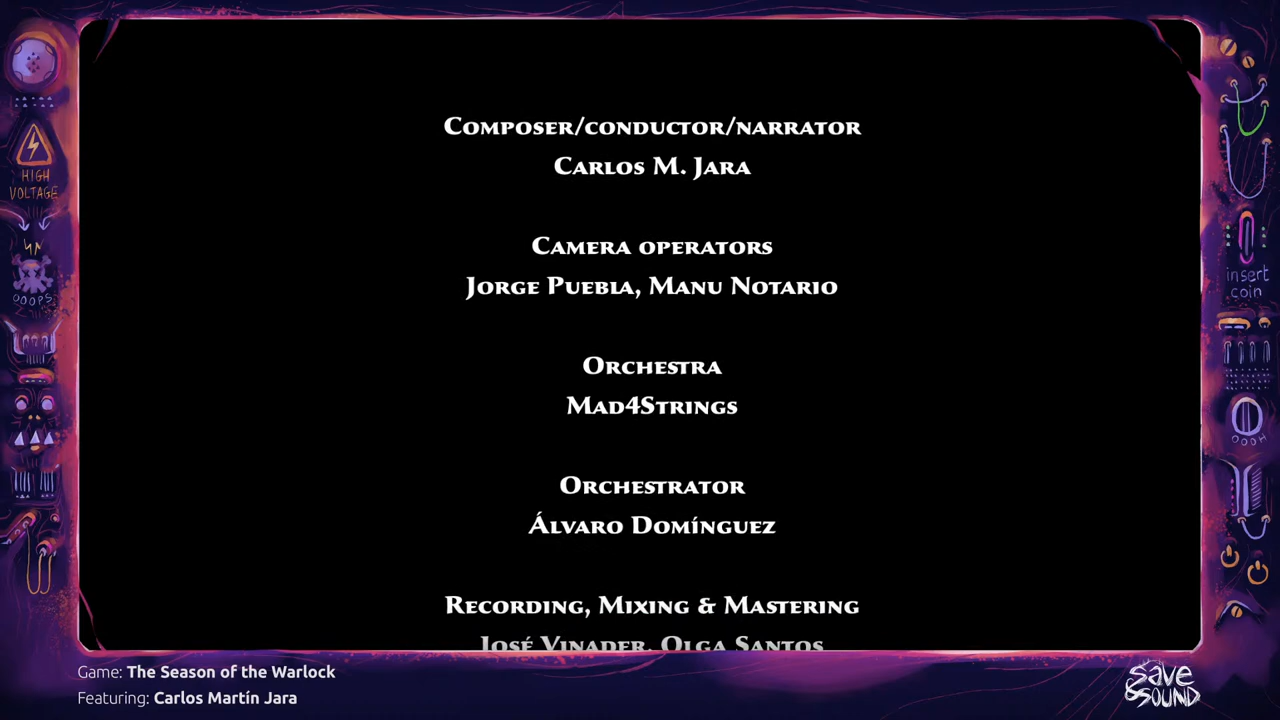 Composer/conductor/narrator
Carlos M. Jara
Camera operators
Jorge Puebla, Manu Notario
Orchestra
Mad4Strings
Orchestrator
Álvaro Domínguez
Recording, Mixing & Mastering
José Vinader, Olga Santos
HIGH
VOLTAGE
OOOPS
insert
coin
OOOH
Game: The Season of the Warlock
Featuring: Carlos Martín Jara
Save
& SOUND